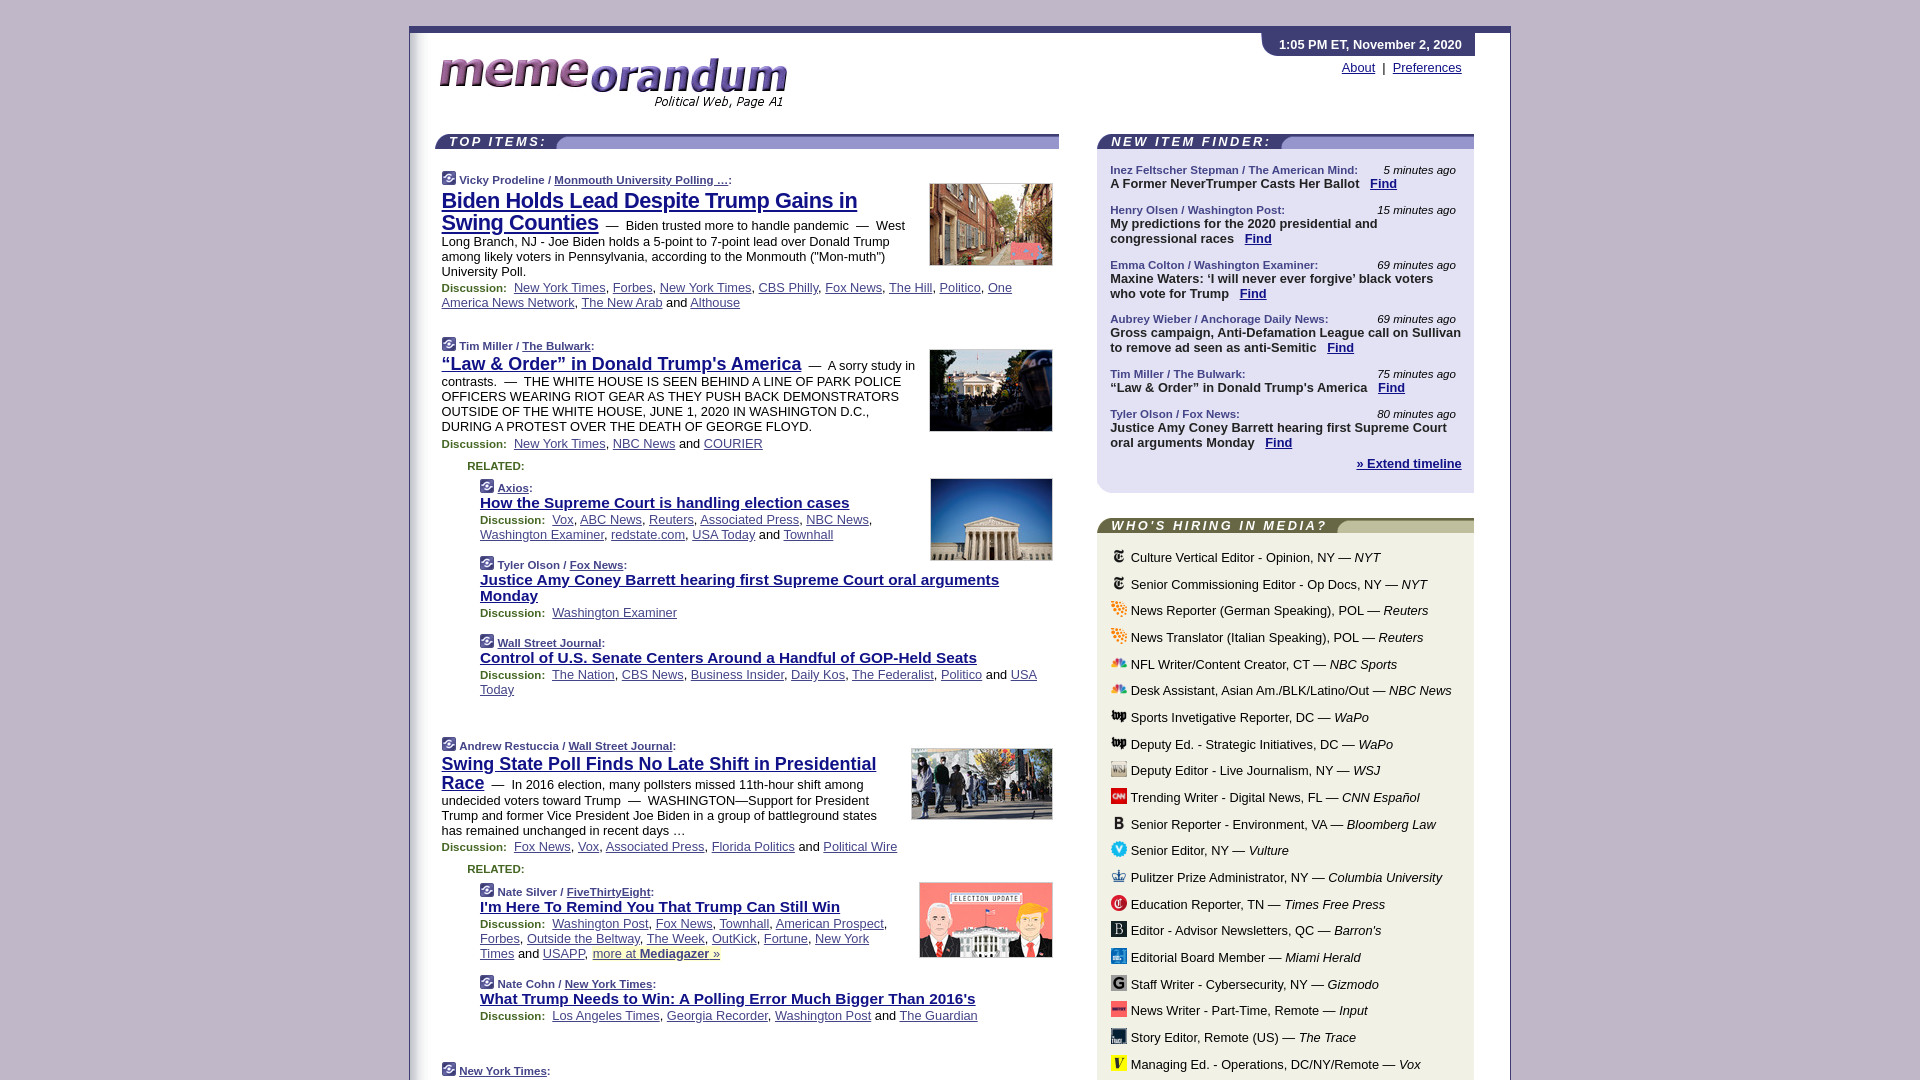 1:05 PM ET, November 2, 2020
About | Preferences
memeorandum
Political Web, Page A1
TOP ITEMS:
Vicky Prodeline / Monmouth University Polling …:
Biden Holds Lead Despite Trump Gains in
Swing Counties — Biden trusted more to handle pandemic — West
Long Branch, NJ - Joe Biden holds a 5-point to 7-point lead over Donald Trump
among likely voters in Pennsylvania, according to the Monmouth ("Mon-muth")
University Poll.
Discussion: New York Times, Forbes, New York Times, CBS Philly, Fox News, The Hill, Politico, One
America News Network, The New Arab and Althouse
Tim Miller / The Bulwark:
“Law & Order” in Donald Trump's America — A sorry study in
contrasts. — THE WHITE HOUSE IS SEEN BEHIND A LINE OF PARK POLICE
OFFICERS WEARING RIOT GEAR AS THEY PUSH BACK DEMONSTRATORS
OUTSIDE OF THE WHITE HOUSE, JUNE 1, 2020 IN WASHINGTON D.C.,
DURING A PROTEST OVER THE DEATH OF GEORGE FLOYD.
Discussion: New York Times, NBC News and COURIER
RELATED:
Axios:
How the Supreme Court is handling election cases
Discussion: Vox, ABC News, Reuters, Associated Press, NBC News,
Washington Examiner, redstate.com, USA Today and Townhall
Tyler Olson / Fox News:
Justice Amy Coney Barrett hearing first Supreme Court oral arguments
Monday
Discussion: Washington Examiner
Wall Street Journal:
Control of U.S. Senate Centers Around a Handful of GOP-Held Seats
Discussion: The Nation, CBS News, Business Insider, Daily Kos, The Federalist, Politico and USA
Today
Andrew Restuccia / Wall Street Journal:
Swing State Poll Finds No Late Shift in Presidential
Race — In 2016 election, many pollsters missed 11th-hour shift among
undecided voters toward Trump — WASHINGTON—Support for President
Trump and former Vice President Joe Biden in a group of battleground states
has remained unchanged in recent days …
Discussion: Fox News, Vox, Associated Press, Florida Politics and Political Wire
RELATED:
Nate Silver / FiveThirtyEight:
I'm Here To Remind You That Trump Can Still Win
ELECTION UPDATE
Discussion: Washington Post, Fox News, Townhall, American Prospect,
Forbes, Outside the Beltway, The Week, OutKick, Fortune, New York
Times and USAPP, more at Mediagazer »
Nate Cohn / New York Times:
What Trump Needs to Win: A Polling Error Much Bigger Than 2016's
Discussion: Los Angeles Times, Georgia Recorder, Washington Post and The Guardian
New York Times:
NEW ITEM FINDER:
Inez Feltscher Stepman / The American Mind: 5 minutes ago
A Former NeverTrumper Casts Her Ballot Find
Henry Olsen / Washington Post: 15 minutes ago
My predictions for the 2020 presidential and
congressional races Find
Emma Colton / Washington Examiner: 69 minutes ago
Maxine Waters: ‘I will never ever forgive’ black voters
who vote for Trump Find
Aubrey Wieber / Anchorage Daily News: 69 minutes ago
Gross campaign, Anti-Defamation League call on Sullivan
to remove ad seen as anti-Semitic Find
Tim Miller / The Bulwark: 75 minutes ago
“Law & Order” in Donald Trump's America Find
Tyler Olson / Fox News: 80 minutes ago
Justice Amy Coney Barrett hearing first Supreme Court
oral arguments Monday Find
» Extend timeline
WHO'S HIRING IN MEDIA?
Culture Vertical Editor - Opinion, NY — NYT
Senior Commissioning Editor - Op Docs, NY — NYT
News Reporter (German Speaking), POL — Reuters
News Translator (Italian Speaking), POL — Reuters
NFL Writer/Content Creator, CT — NBC Sports
Desk Assistant, Asian Am./BLK/Latino/Out — NBC News
Sports Invetigative Reporter, DC — WaPo
Deputy Ed. - Strategic Initiatives, DC — WaPo
Deputy Editor - Live Journalism, NY — WSJ
Trending Writer - Digital News, FL — CNN Español
Senior Reporter - Environment, VA — Bloomberg Law
Senior Editor, NY — Vulture
Pulitzer Prize Administrator, NY — Columbia University
Education Reporter, TN — Times Free Press
Editor - Advisor Newsletters, QC — Barron's
Editorial Board Member — Miami Herald
Staff Writer - Cybersecurity, NY — Gizmodo
News Writer - Part-Time, Remote — Input
Story Editor, Remote (US) — The Trace
Managing Ed. - Operations, DC/NY/Remote — Vox